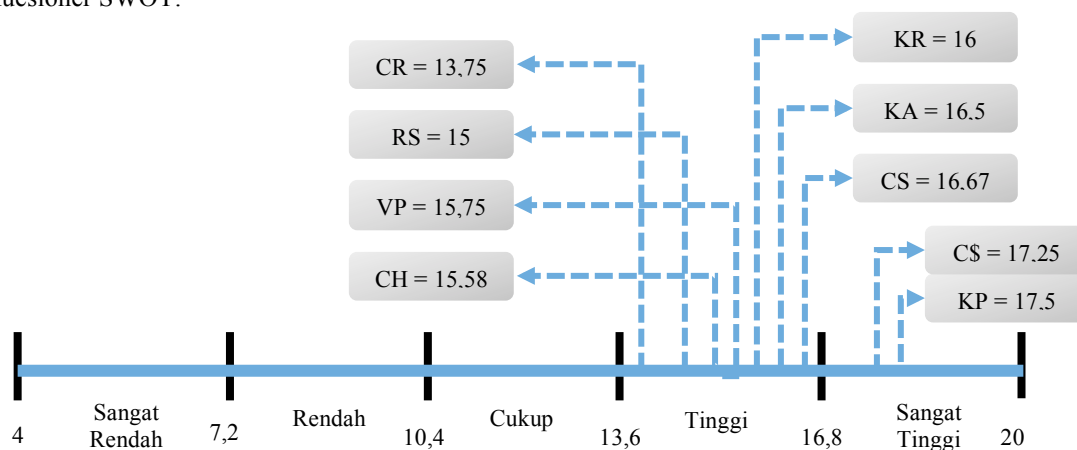 KR = 16
CR = 13,75
KA = 16,5
RS = 15
CS = 16,67
VP = 15,75
C$ = 17,25
CH = 15,58
KP = 17,5
Sangat
Rendah
Rendah
Cukup
Tinggi
Sangat
Tinggi
4
7,2
10,4
13,6
16,8
20